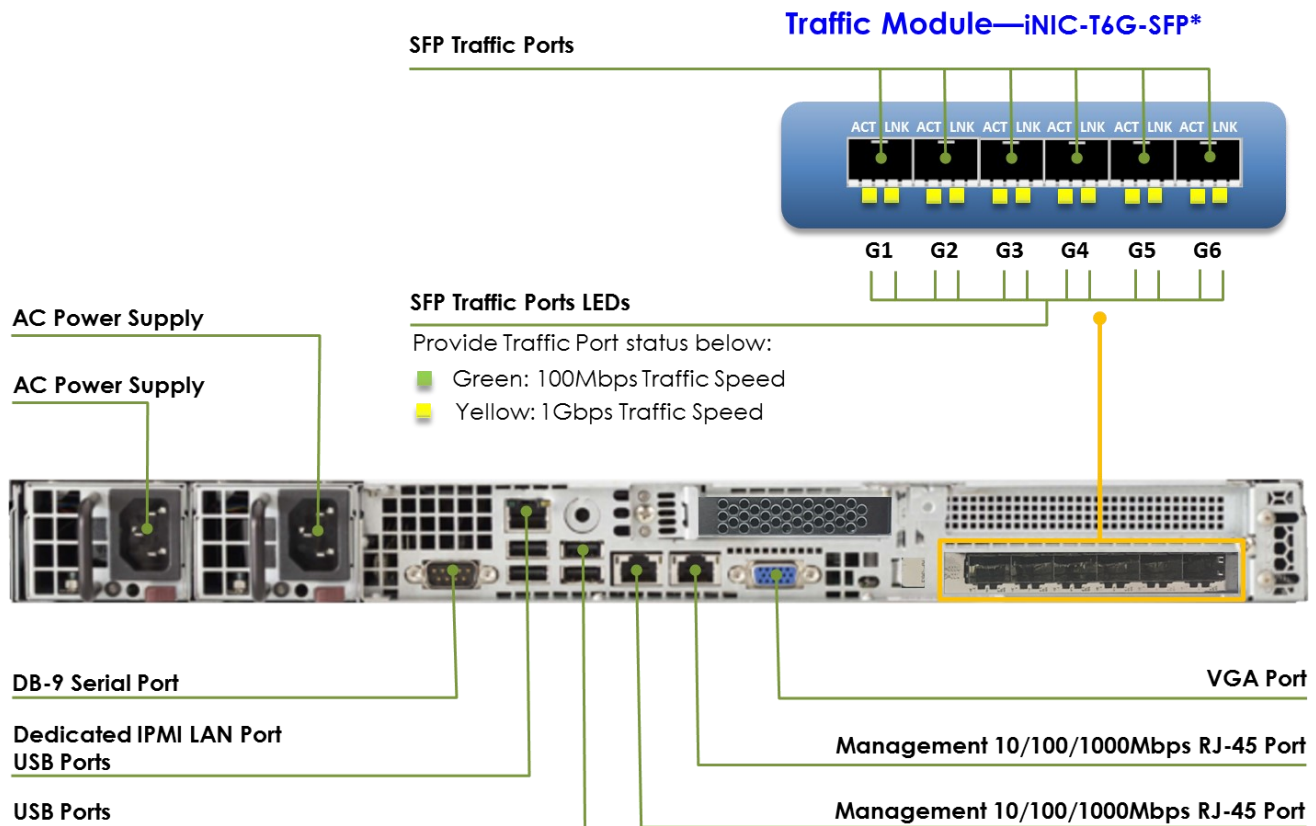 Traffic Module—iNIC-T6G-SFP*
SFP Traffic Ports
ACT LNK ACT LNK ACT LNK ACT LNK ACT LNK ACT LNK
G1 G2 G3 G4 G5 G6
SFP Traffic Ports LEDs
Provide Traffic Port status below:
Green: 100Mbps Traffic Speed
Yellow: 1Gbps Traffic Speed
AC Power Supply
AC Power Supply
DB-9 Serial Port
VGA Port
Dedicated IPMI LAN Port
USB Ports
Management 10/100/1000Mbps RJ-45 Port
USB Ports
Management 10/100/1000Mbps RJ-45 Port